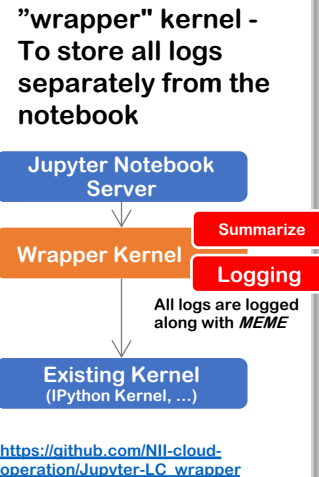 ”wrapper" kernel -
To store all logs
separately from the
notebook
Jupyter Notebook
Server
Summarize
Wrapper Kernel
Logging
All logs are logged
along with MEME
Existing Kernel
(IPython Kernel, ...)
https://github.com/NII-cloud-
operation/Jupyter-LC_wrapper